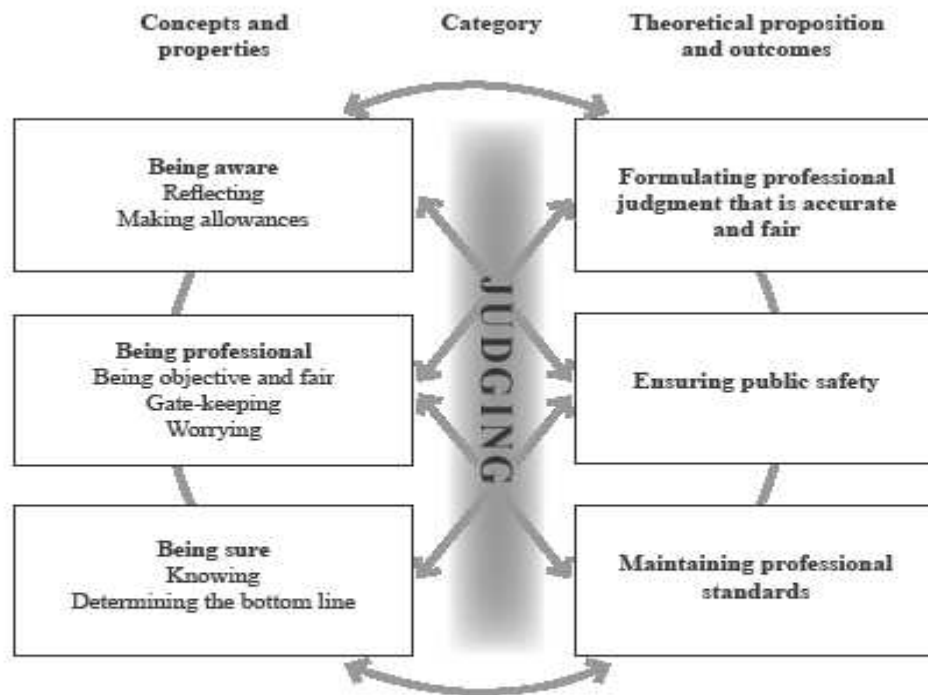 Concepts and
properties
Category
Theoretical proposition
and outcomes
Being aware
Reflecting
Making allowances
Being professional
Being objective and fair
Gate-keeping
Worrying
Being sure
Knowing
Determining the bottom line
JUDGING
Formulating professional
judgment that is accurate
and fair
Ensuring public safety
Maintaining professional
standards